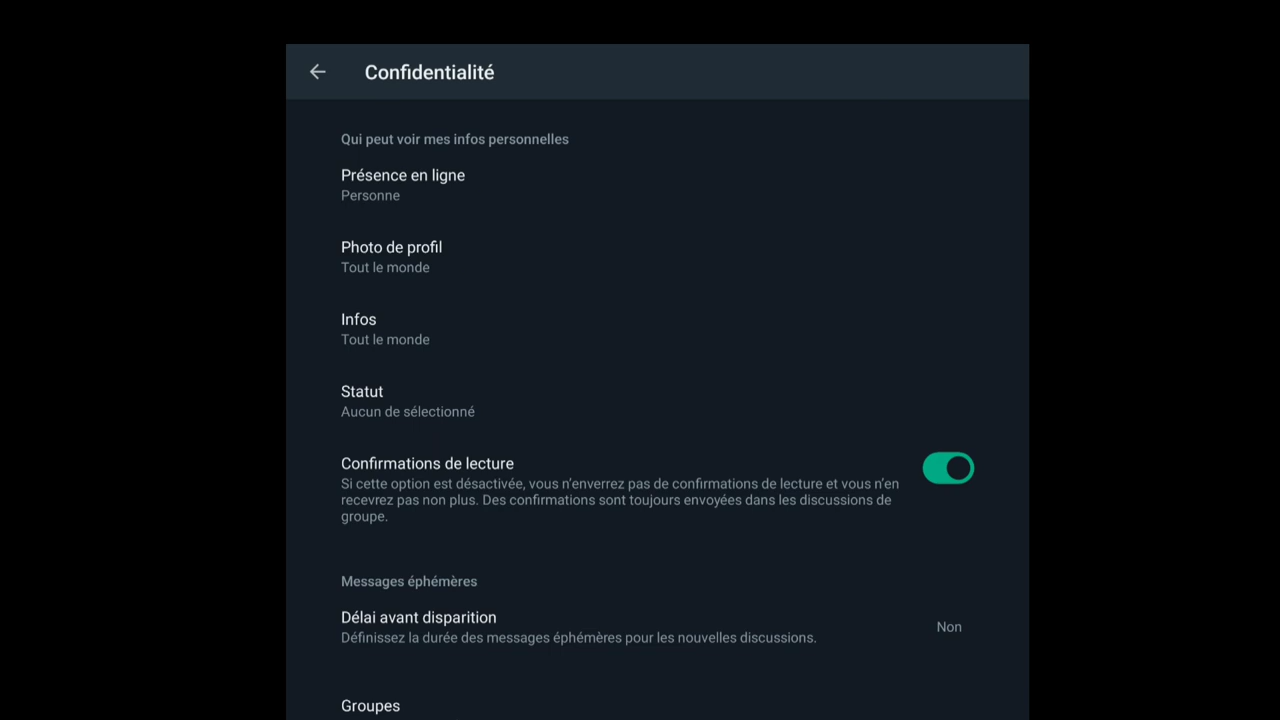 Confidentialité
Qui peut voir mes infos personnelles
Présence en ligne
Personne
Photo de profil
Tout le monde
Infos
Tout le monde
Statut
Aucun de sélectionné
Confirmations de lecture
Si cette option est désactivée, vous n’enverrez pas de confirmations de lecture et vous n’en
recevrez pas non plus. Des confirmations sont toujours envoyées dans les discussions de
groupe.
Messages éphémères
Délai avant disparition
Définissez la durée des messages éphémères pour les nouvelles discussions.
Non
Groupes